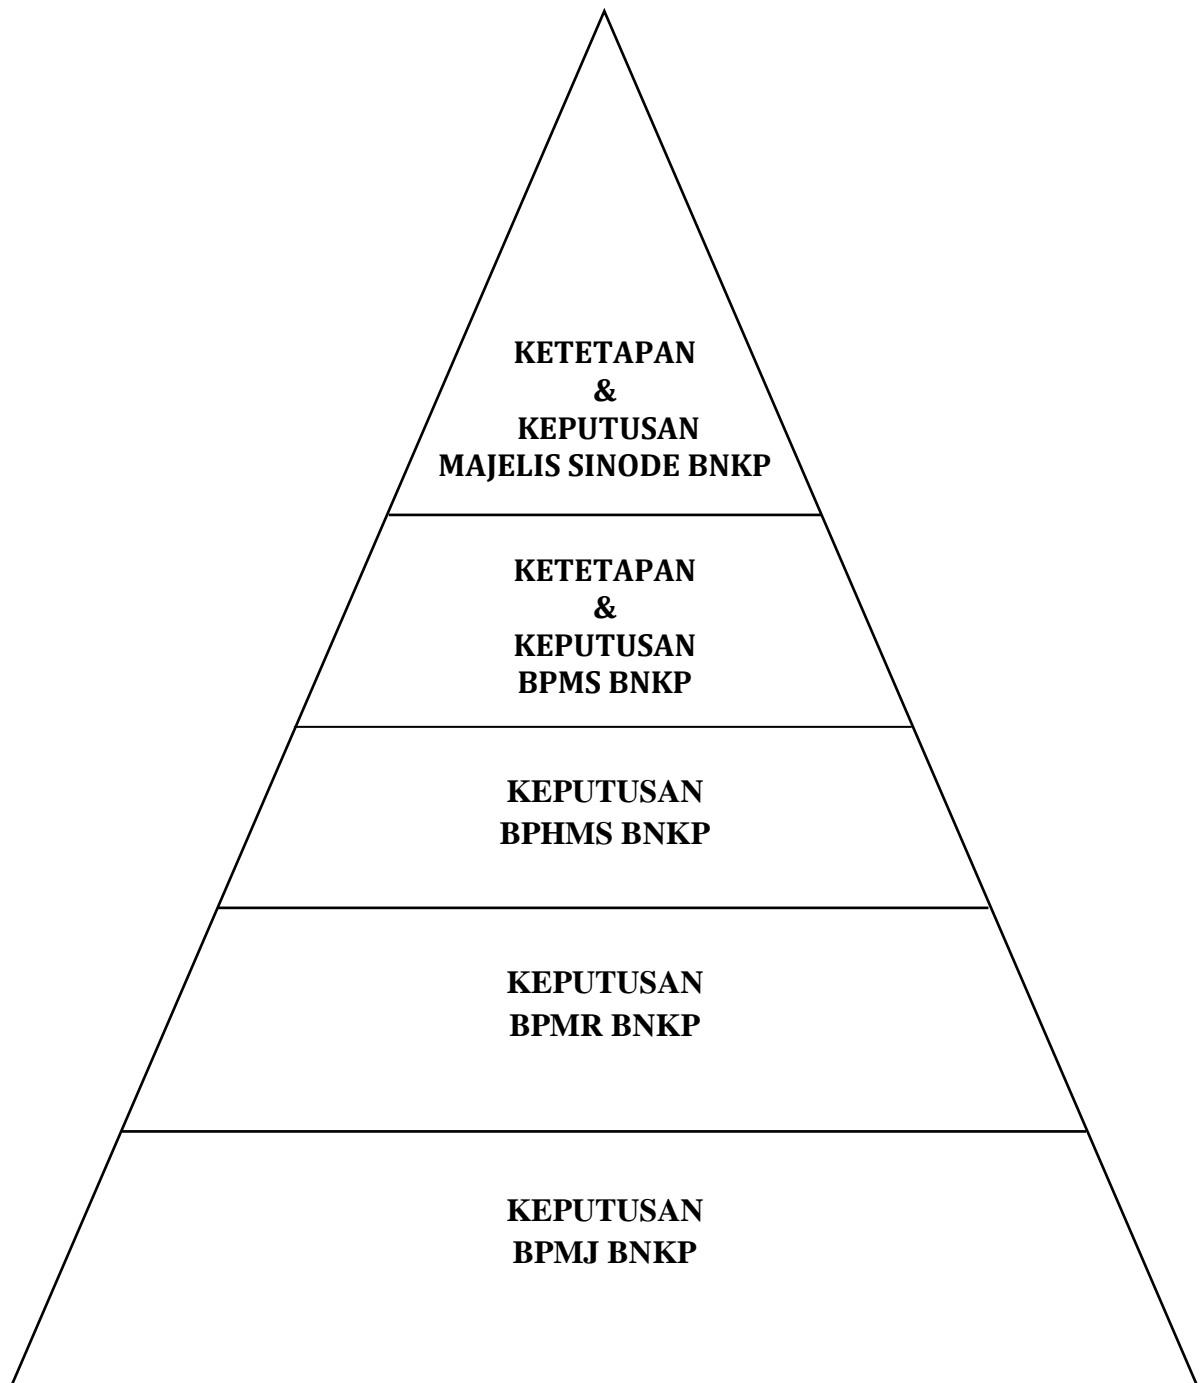 KETETAPAN
&
KEPUTUSAN
MAJELIS SINODE BNKP
KETETAPAN
&
KEPUTUSAN
BPMS BNKP
KEPUTUSAN
BPHMS BNKP
KEPUTUSAN
BPMR BNKP
KEPUTUSAN
BPMJ BNKP